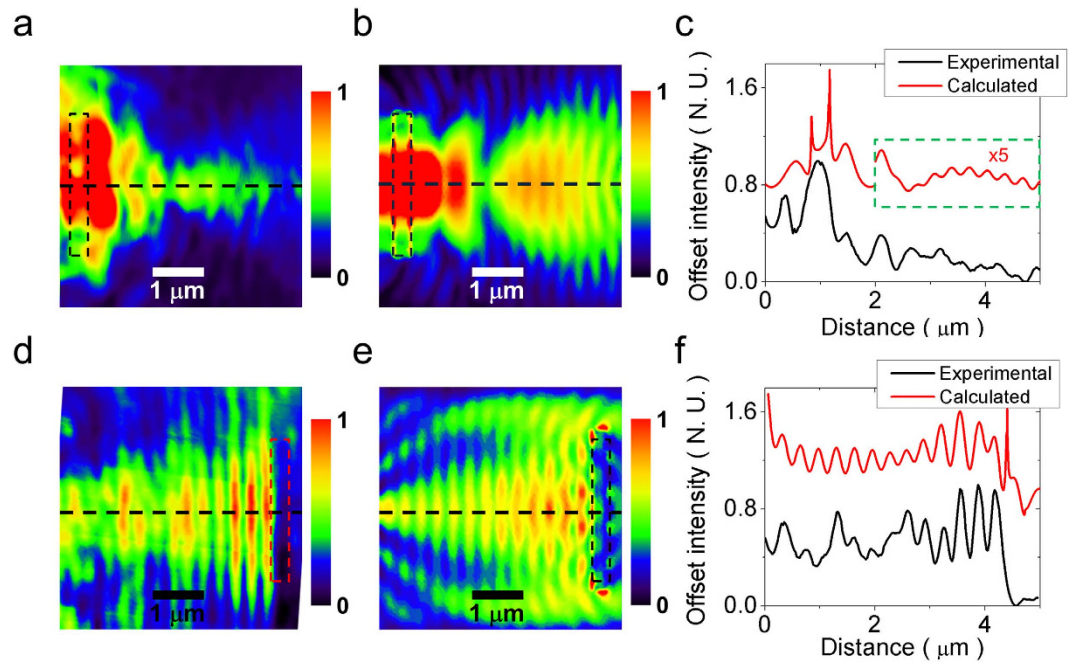 a
b
c
1
0
1 μm
1
0
1 μm
Experimental
Calculated
x5
Offset intensity ( N. U. )
1.6
0.8
0.0
0
2
4
Distance ( μm )
d
e
f
1
0
1 μm
1
0
1 μm
Experimental
Calculated
Offset intensity ( N. U. )
1.6
0.8
0.0
0
2
4
Distance ( μm )